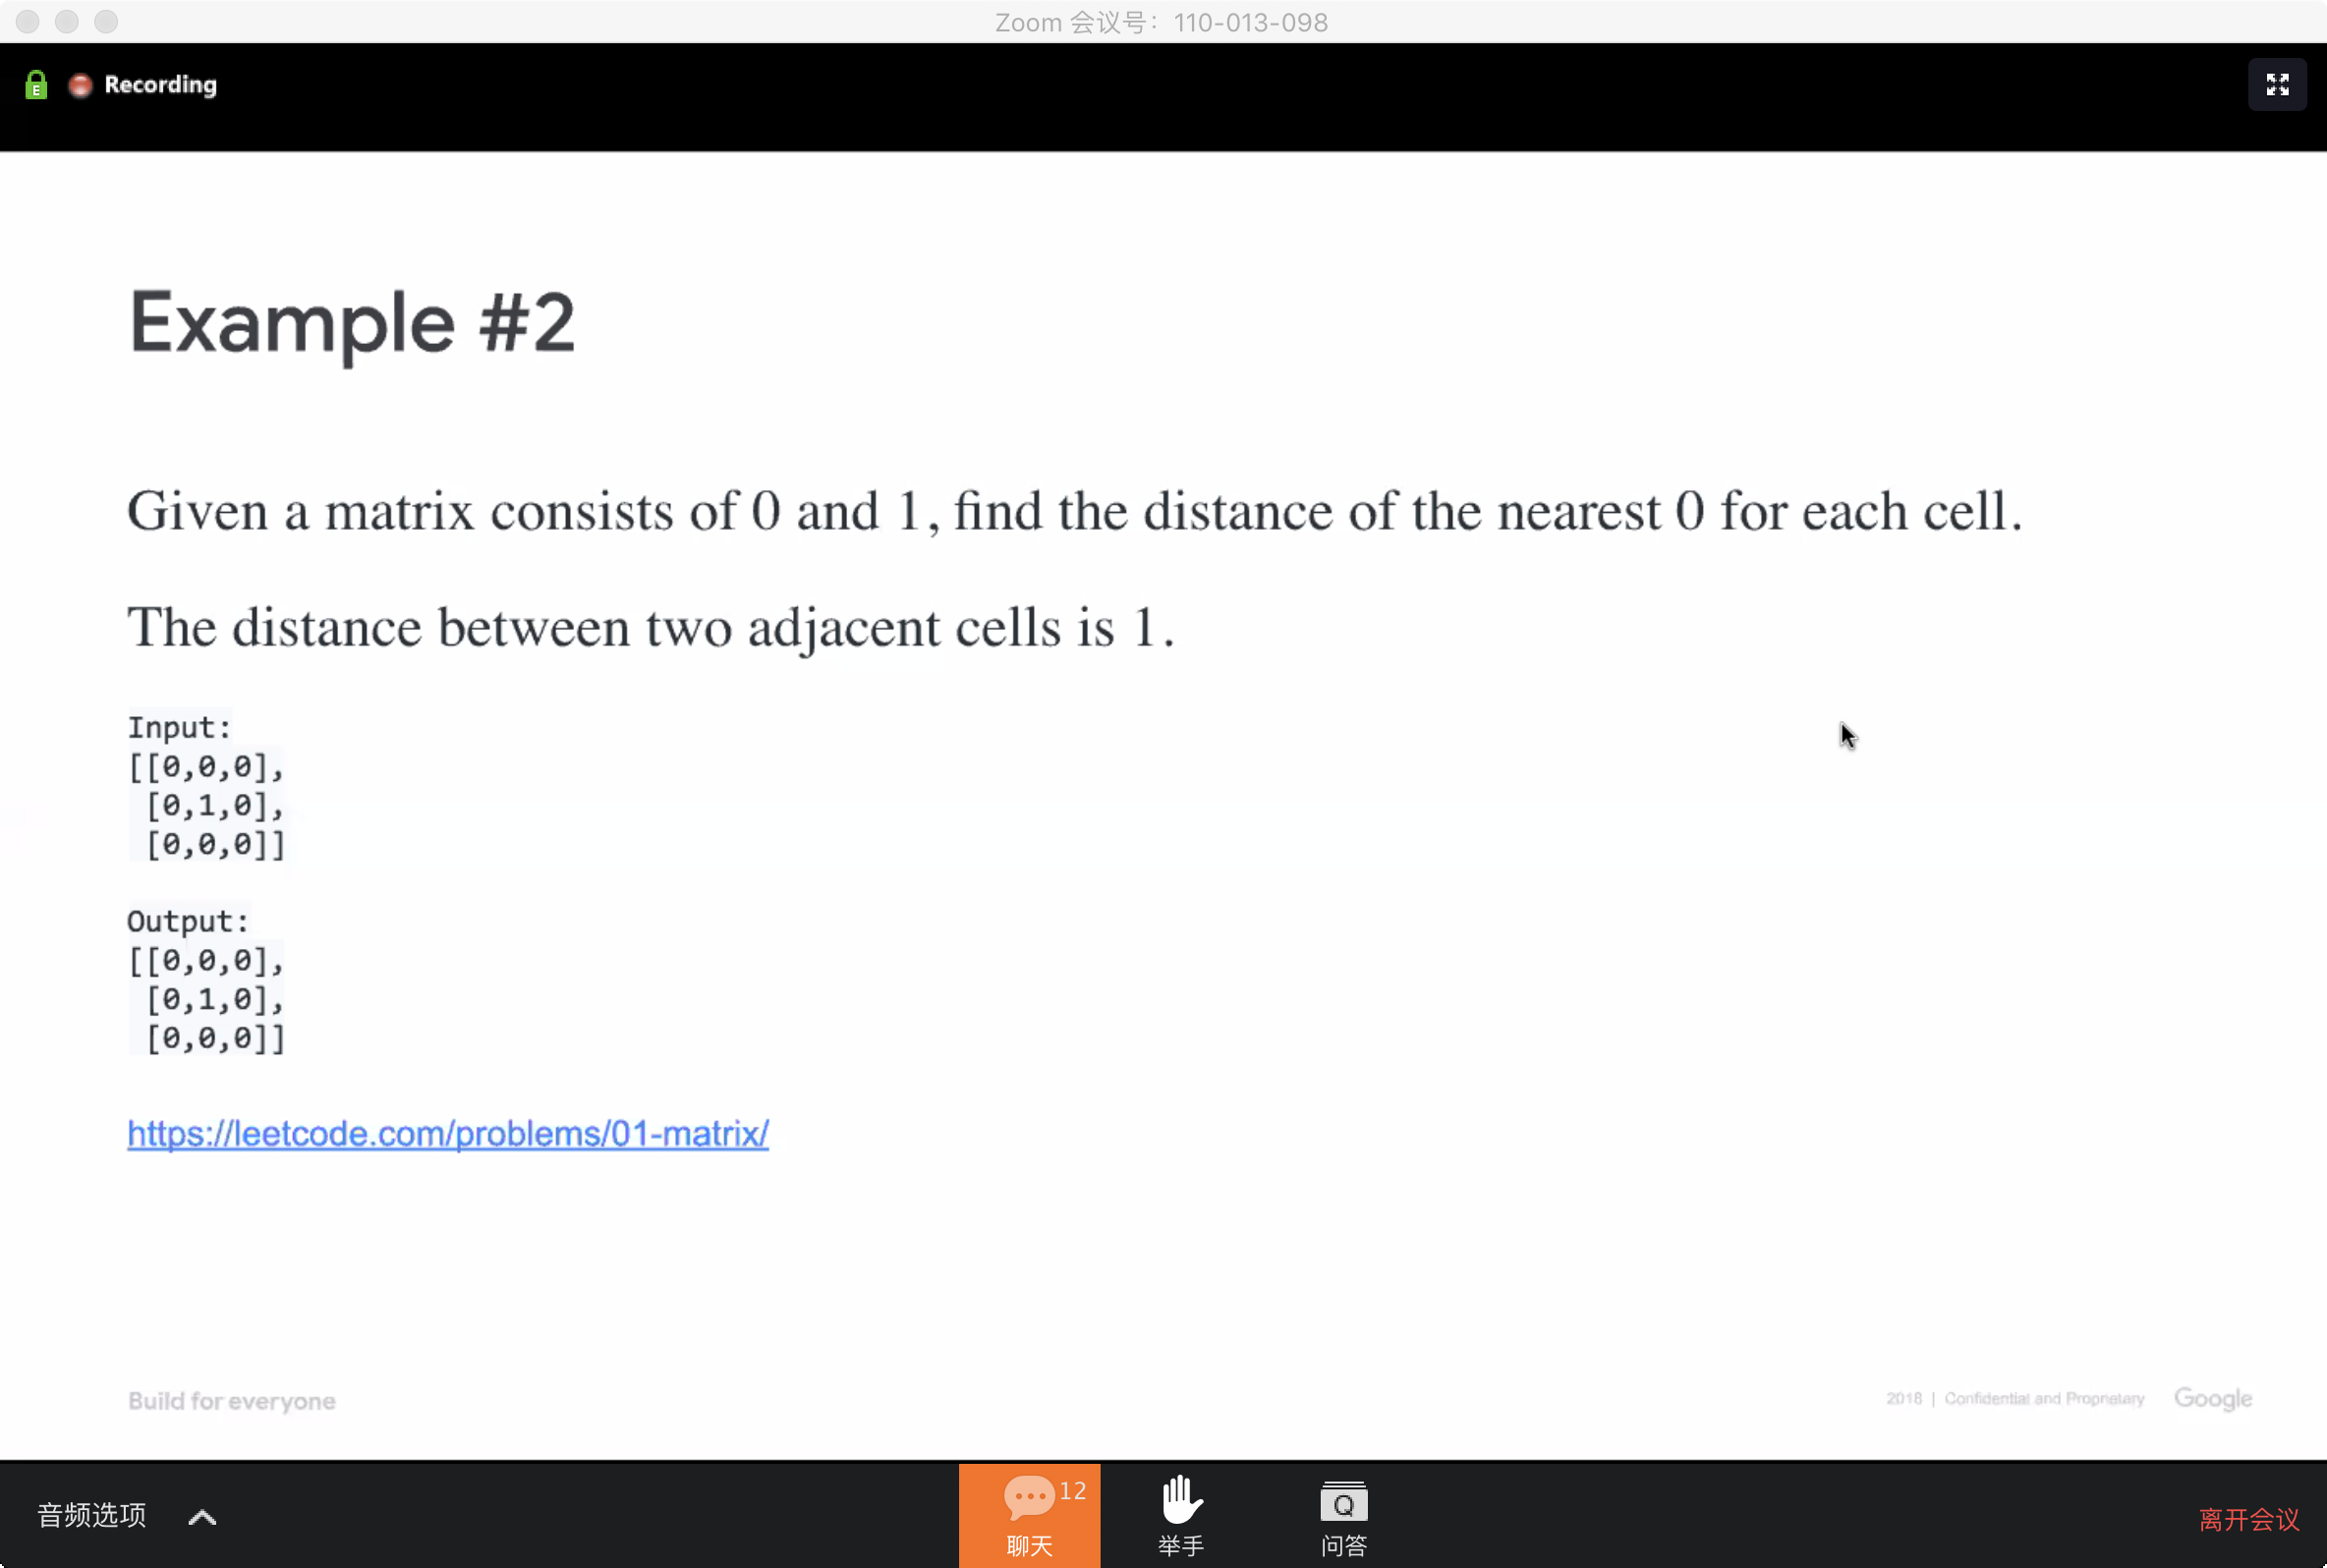 Zoom 会议号：110-013-098
Recording
Example #2
Given a matrix consists of 0 and 1, find the distance of the nearest 0 for each cell.
The distance between two adjacent cells is 1.
Input:
[[0,0,0],
 [0,1,0],
 [0,0,0]]
Output:
[[0,0,0],
 [0,1,0],
 [0,0,0]]
https://leetcode.com/problems/01-matrix/
Build for everyone
2018 | Confidential and Proprietary Google
音频选项
12
聊天
举手
Q
问答
离开会议